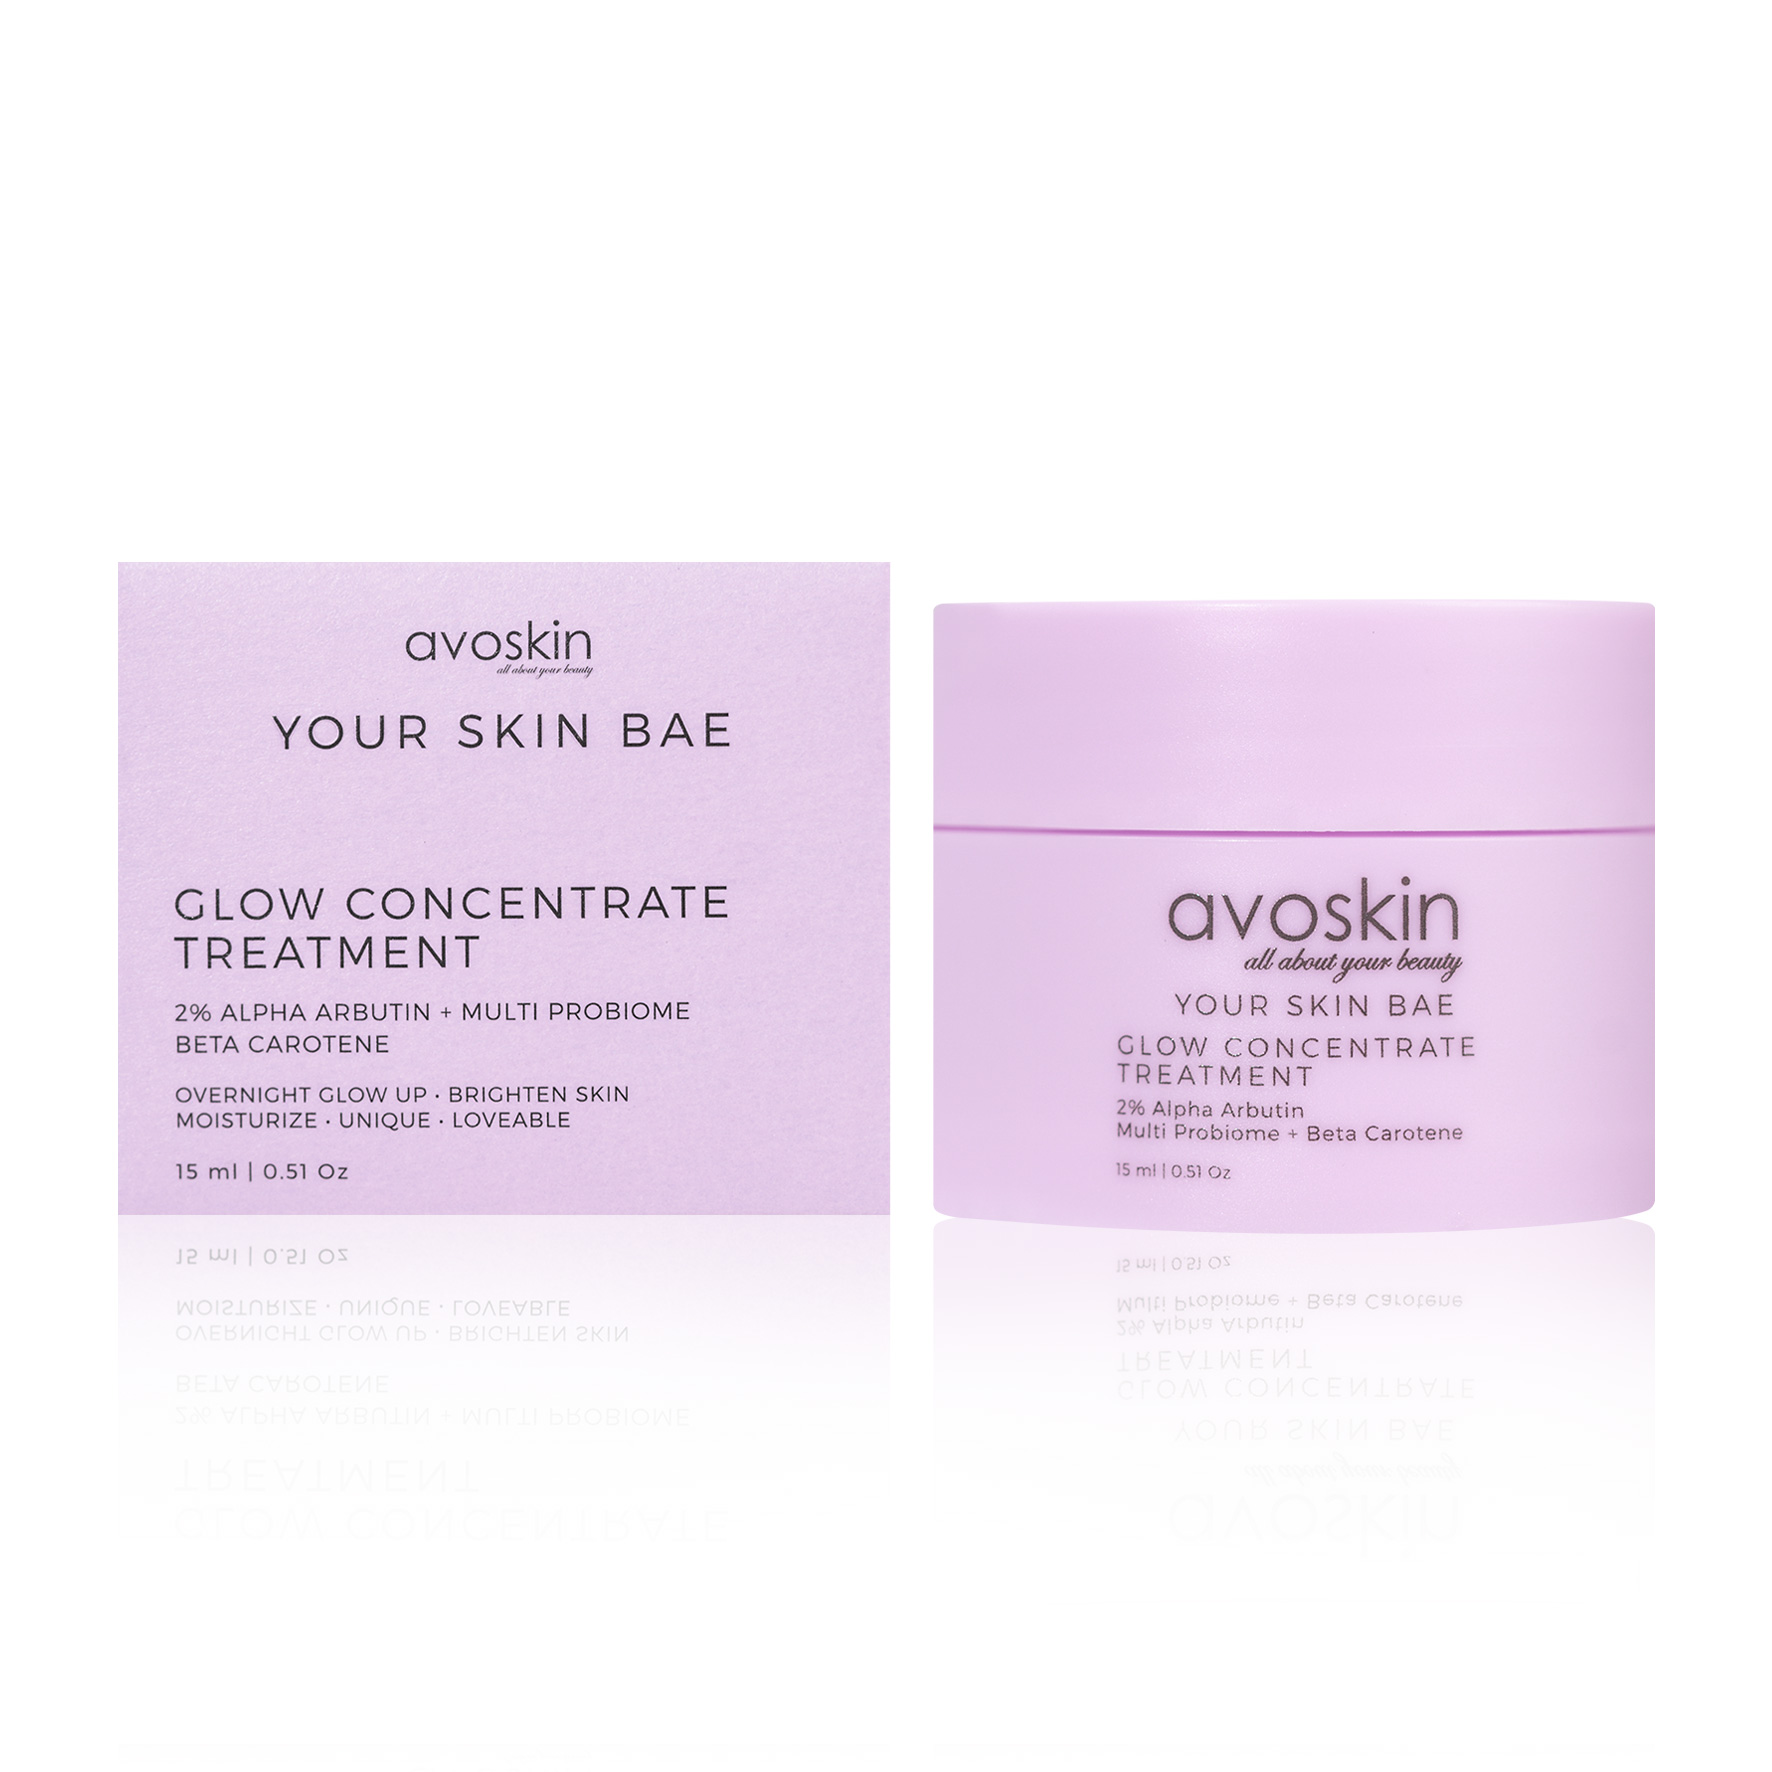 avoskin
all about your beauty
YOUR SKIN BAE
GLOW CONCENTRATE
TREATMENT
2% ALPHA ARBUTIN + MULTI PROBIOME
BETA CAROTENE
OVERNIGHT GLOW UP • BRIGHTEN SKIN
MOISTURIZE • UNIQUE • LOVEABLE
15 ml | 0.51 Oz
avoskin
all about your beauty
YOUR SKIN BAE
GLOW CONCENTRATE
TREATMENT
2% Alpha Arbutin
Multi Probiome + Beta Carotene
15 ml | 0.51 Oz